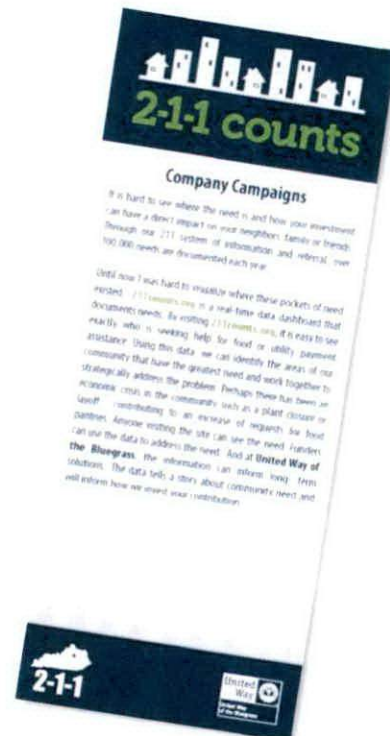 2-1-1 counts
Company Campaigns
It is hard to see where the need is and how your investment
can have a direct impact on your neighbors, family or friends.
Through our 211 system of information and referral, over
100,000 needs are documented each year.
Until now, it was hard to visualize where these pockets of need
existed. 211counts.org is a real-time data dashboard that
documents needs. By visiting 211counts.org, it is easy to see
exactly who is seeking help for food or utility payment
assistance. Using this data, we can identify the areas of our
community that have the greatest need and work together to
strategically address the problem. Perhaps there has been an
economic crisis in the community such as a plant closure or
layoff contributing to an increase of requests for food
pantries. Anyone visiting the site can see the need. Funders
can use the data to address the need. And at United Way of
the Bluegrass, the information can inform long-term
solutions. The data tells a story about community need and
will inform how we invest your contribution.
2-1-1
United
Way
United Way
of the Bluegrass